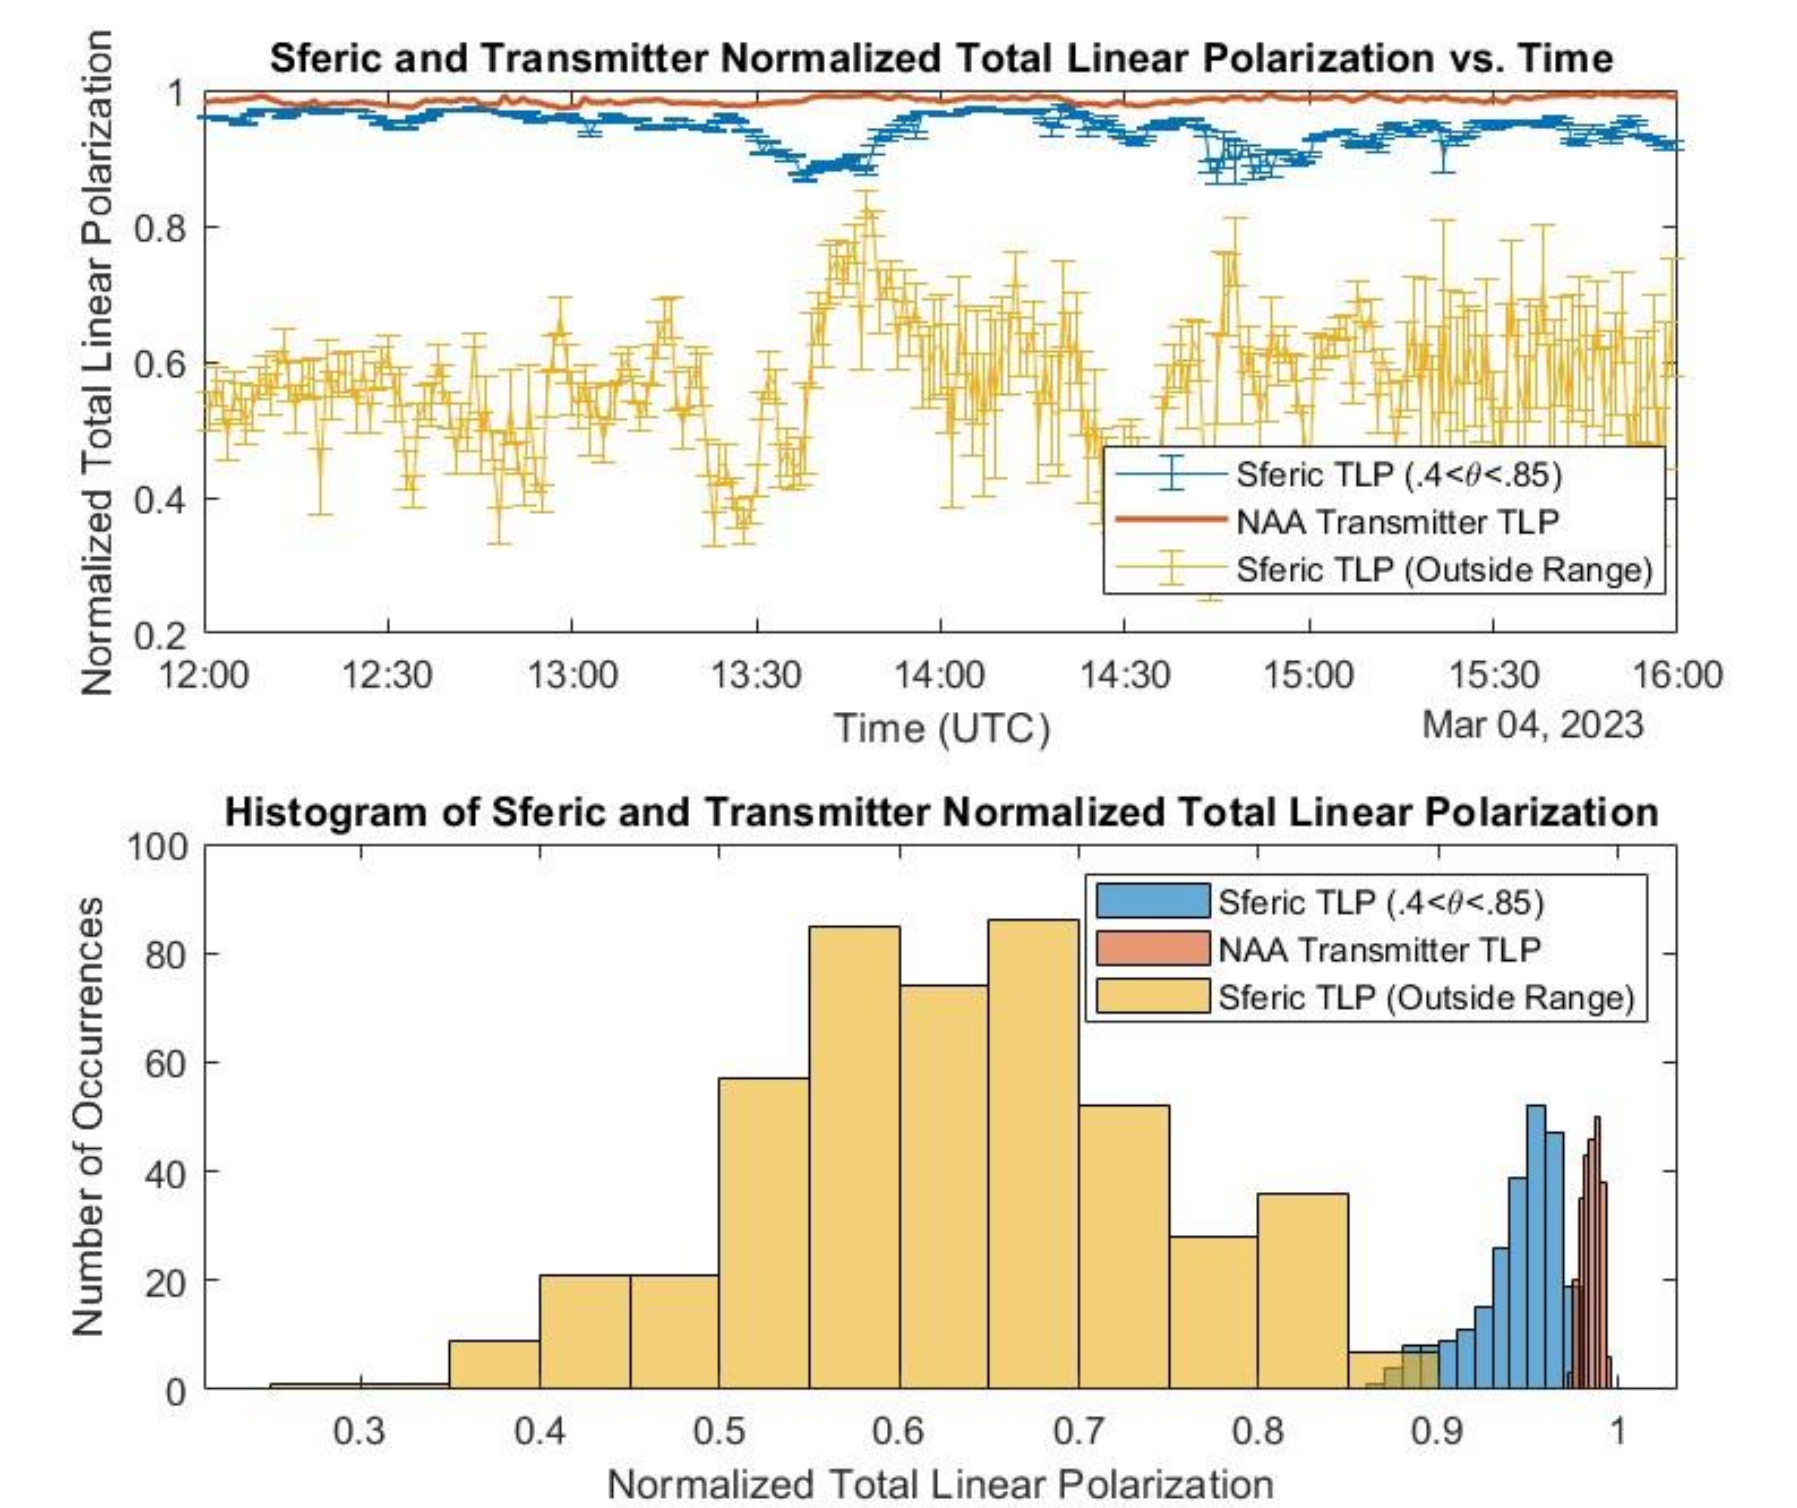 Sferic and Transmitter Normalized Total Linear Polarization vs. Time
Normalized Total Linear Polarization
1
0.8
0.6
0.4
0.2
Sferic TLP (.4<θ<.85)
NAA Transmitter TLP
Sferic TLP (Outside Range)
12:00 12:30 13:00 13:30 14:00 14:30 15:00 15:30 16:00
Time (UTC)
Mar 04, 2023
Histogram of Sferic and Transmitter Normalized Total Linear Polarization
Number of Occurrences
100
80
60
40
20
0
Sferic TLP (.4<θ<.85)
NAA Transmitter TLP
Sferic TLP (Outside Range)
0.3 0.4 0.5 0.6 0.7 0.8 0.9 1
Normalized Total Linear Polarization